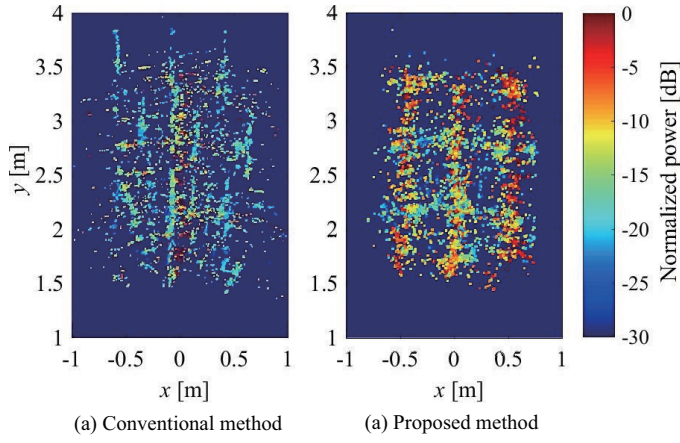 4
3.5
3
2.5
2
1.5
1
y [m]
-1 -0.5 0 0.5 1
x [m]
(a) Conventional method
4
3.5
3
2.5
2
1.5
1
-1 -0.5 0 0.5 1
x [m]
(a) Proposed method
0
-5
-10
-15
-20
-25
-30
Normalized power [dB]